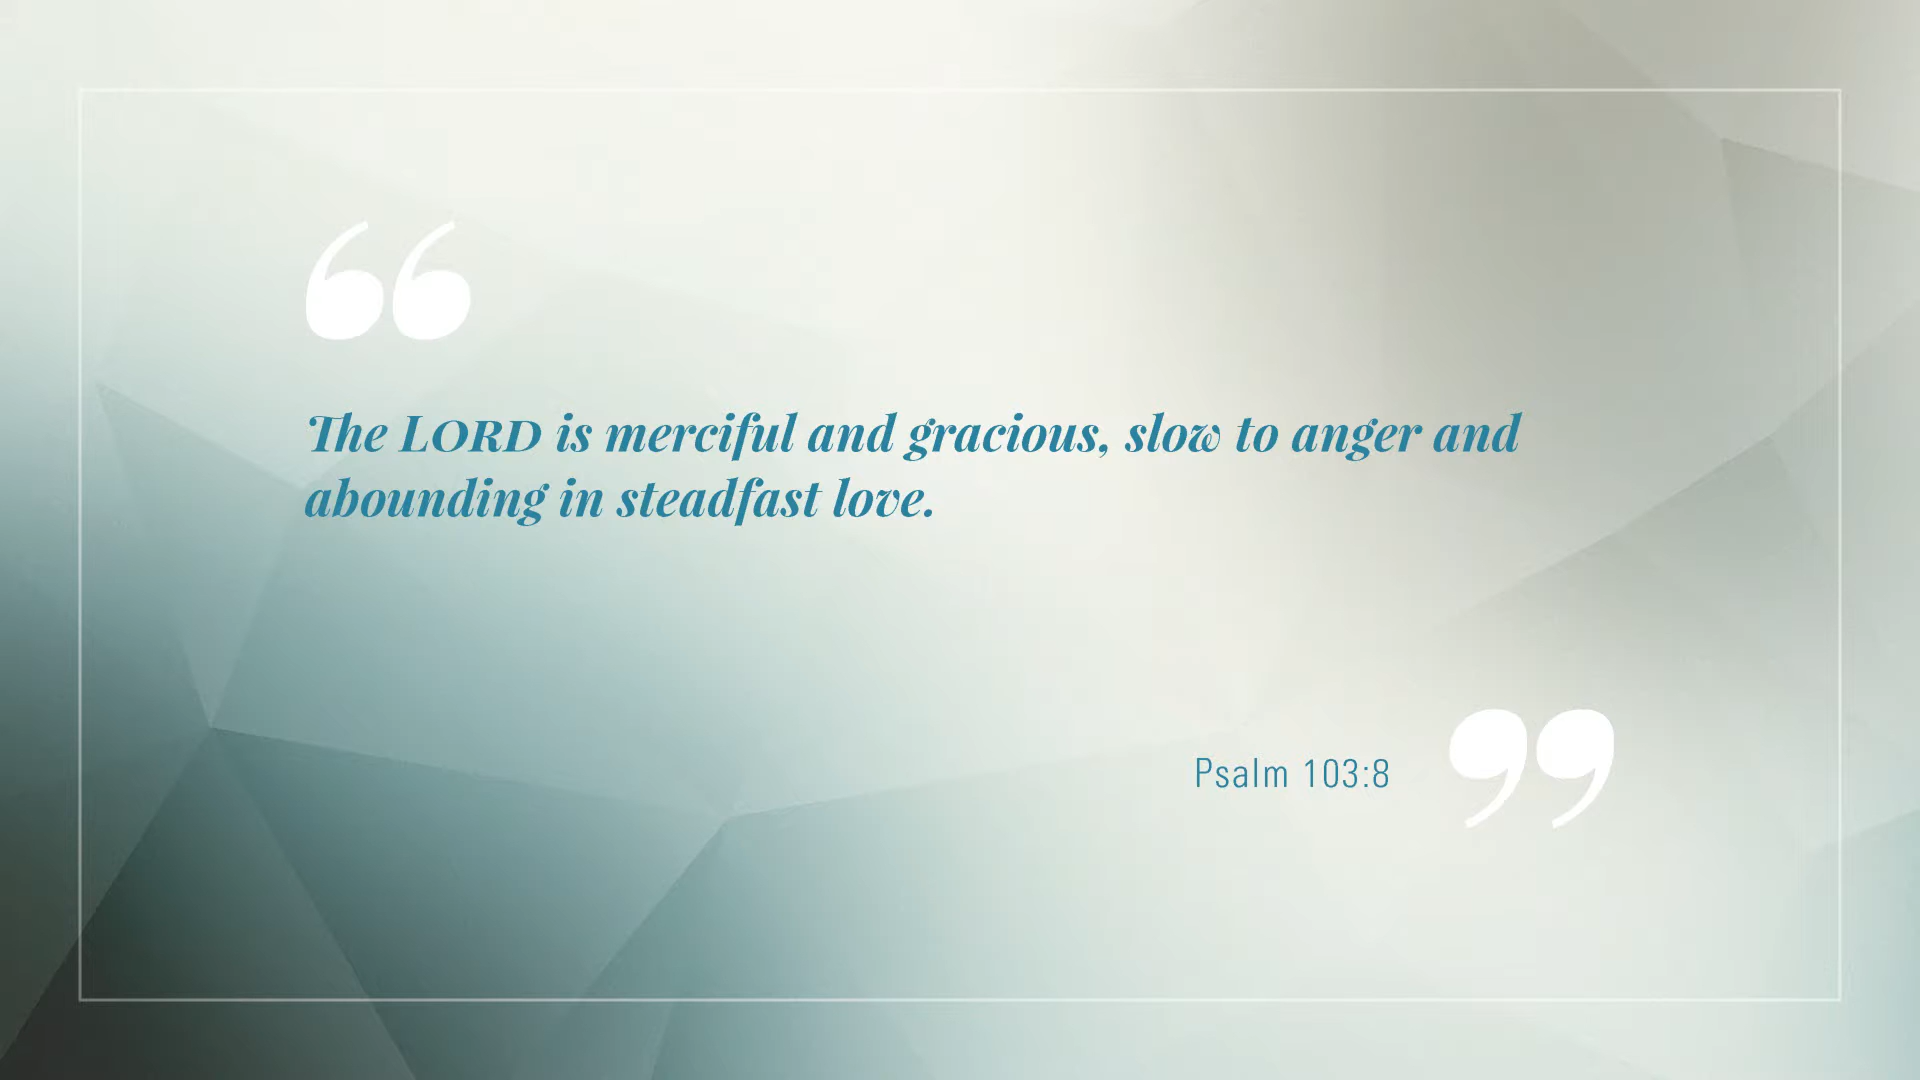 “
The LORD is merciful and gracious, slow to anger and
abounding in steadfast love.
Psalm 103:8 ”